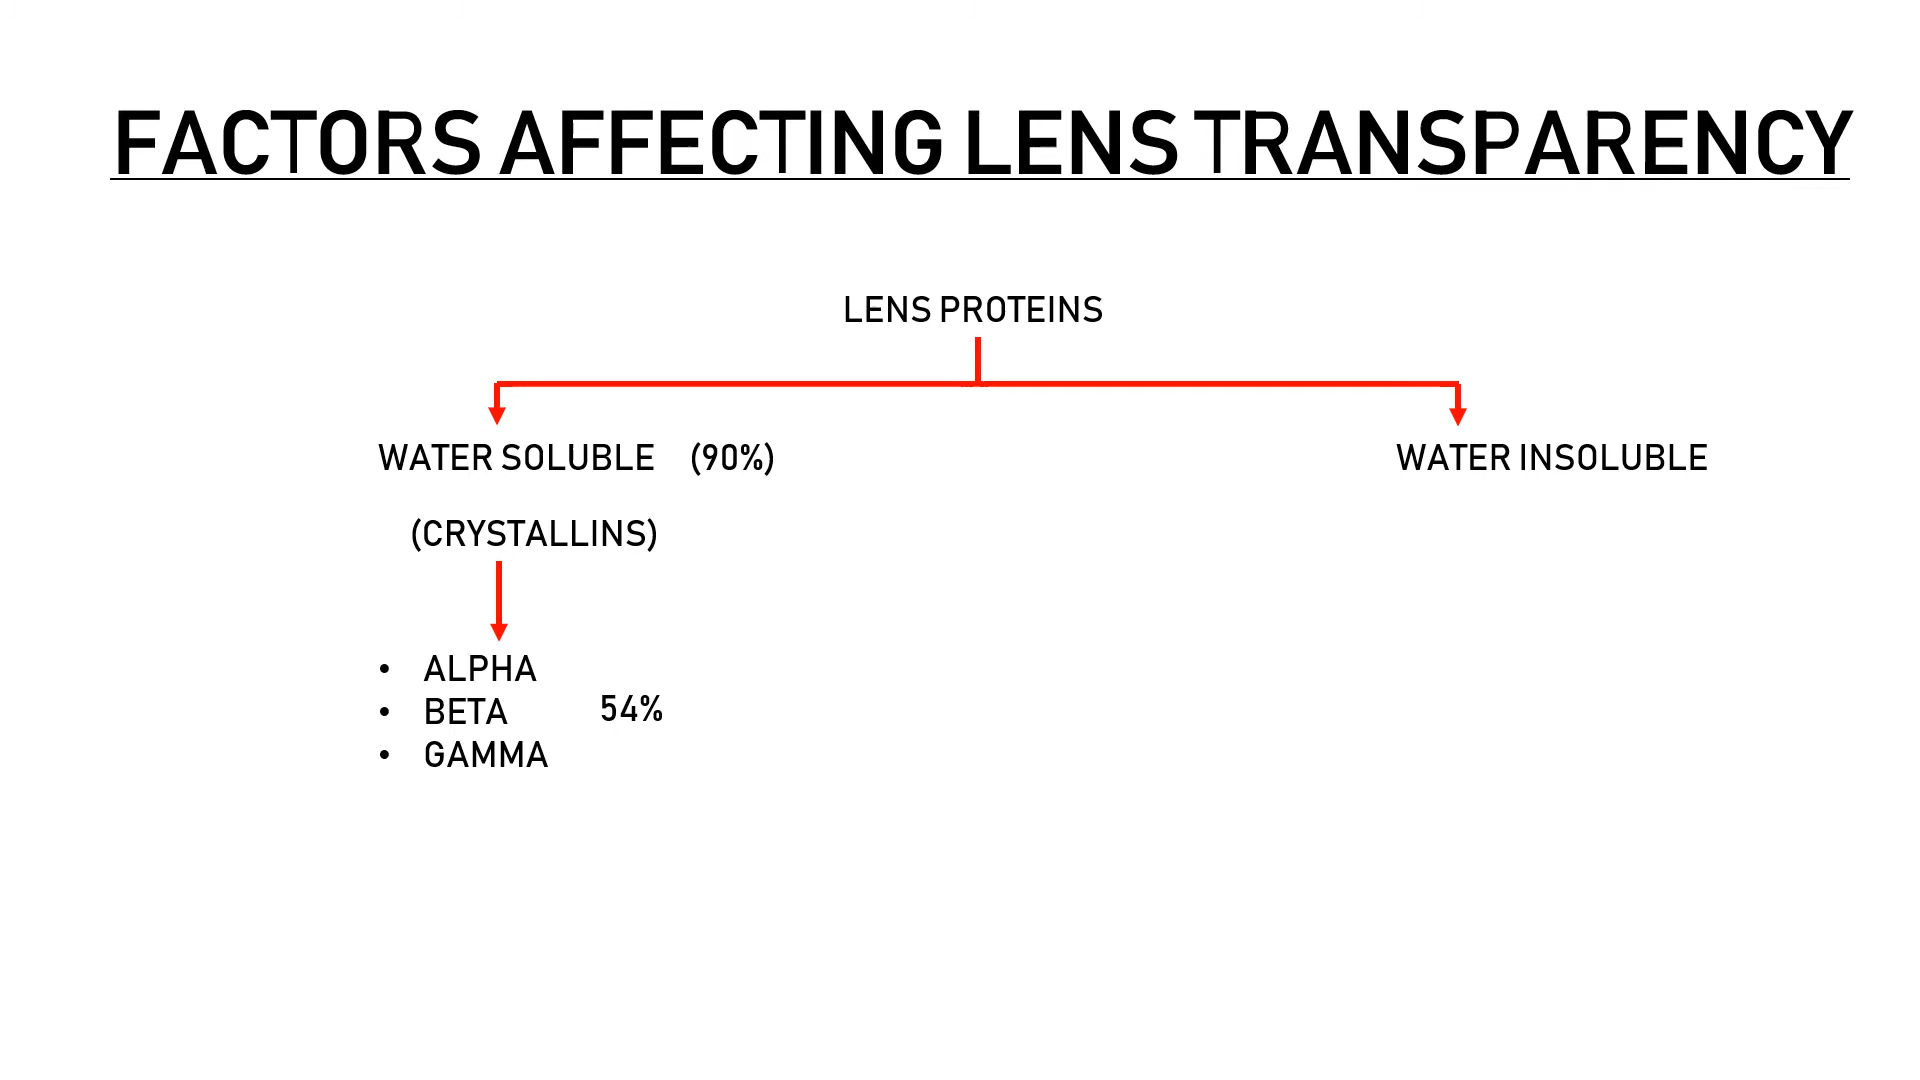 FACTORS AFFECTING LENS TRANSPARENCY
LENS PROTEINS
WATER SOLUBLE (90%)
WATER INSOLUBLE
(CRYSTALLINS)
• ALPHA
• BETA 54%
• GAMMA